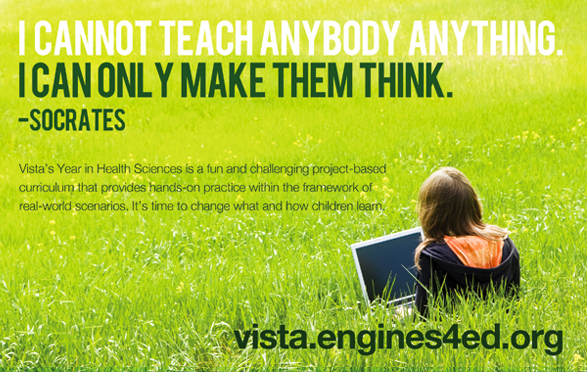 I CANNOT TEACH ANYBODY ANYTHING.
I CAN ONLY MAKE THEM THINK.
-SOCRATES
Vista's Year in Health Sciences is a fun and challenging project-based
curriculum that provides hands-on practice within the framework of
real-world scenarios. It's time to change what and how children learn.
vista.engines4ed.org